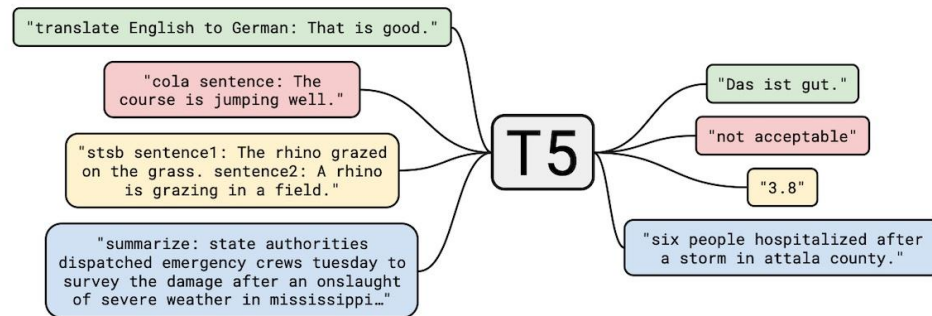 "translate English to German: That is good."
"cola sentence: The
course is jumping well."
"stsb sentence1: The rhino grazed
on the grass. sentence2: A rhino
is grazing in a field."
"summarize: state authorities
dispatched emergency crews tuesday to
survey the damage after an onslaught
of severe weather in mississippi…"
T5
"Das ist gut."
"not acceptable"
"3.8"
"six people hospitalized after
a storm in attala county."